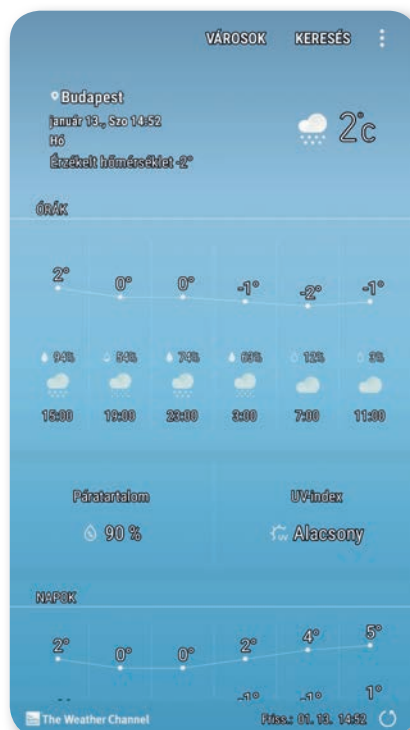 VÁROSOK KERESÉS
Budapest
január 13., Szo 14:52
Hó
Érzékelt hőmérséklet -2°
2°c
ÓRÁK
2° 0° 0° -1° -2° -1°
94% 54% 74% 63% 12% 3%
15:00 19:00 23:00 3:00 7:00 11:00
Páratartalom UV-index
90 % UV Alacsony
NAPOK
2° 0° 0° 2° 4° 5°
-1° -1° 1°
The Weather Channel Friss.: 01. 13. 14:52